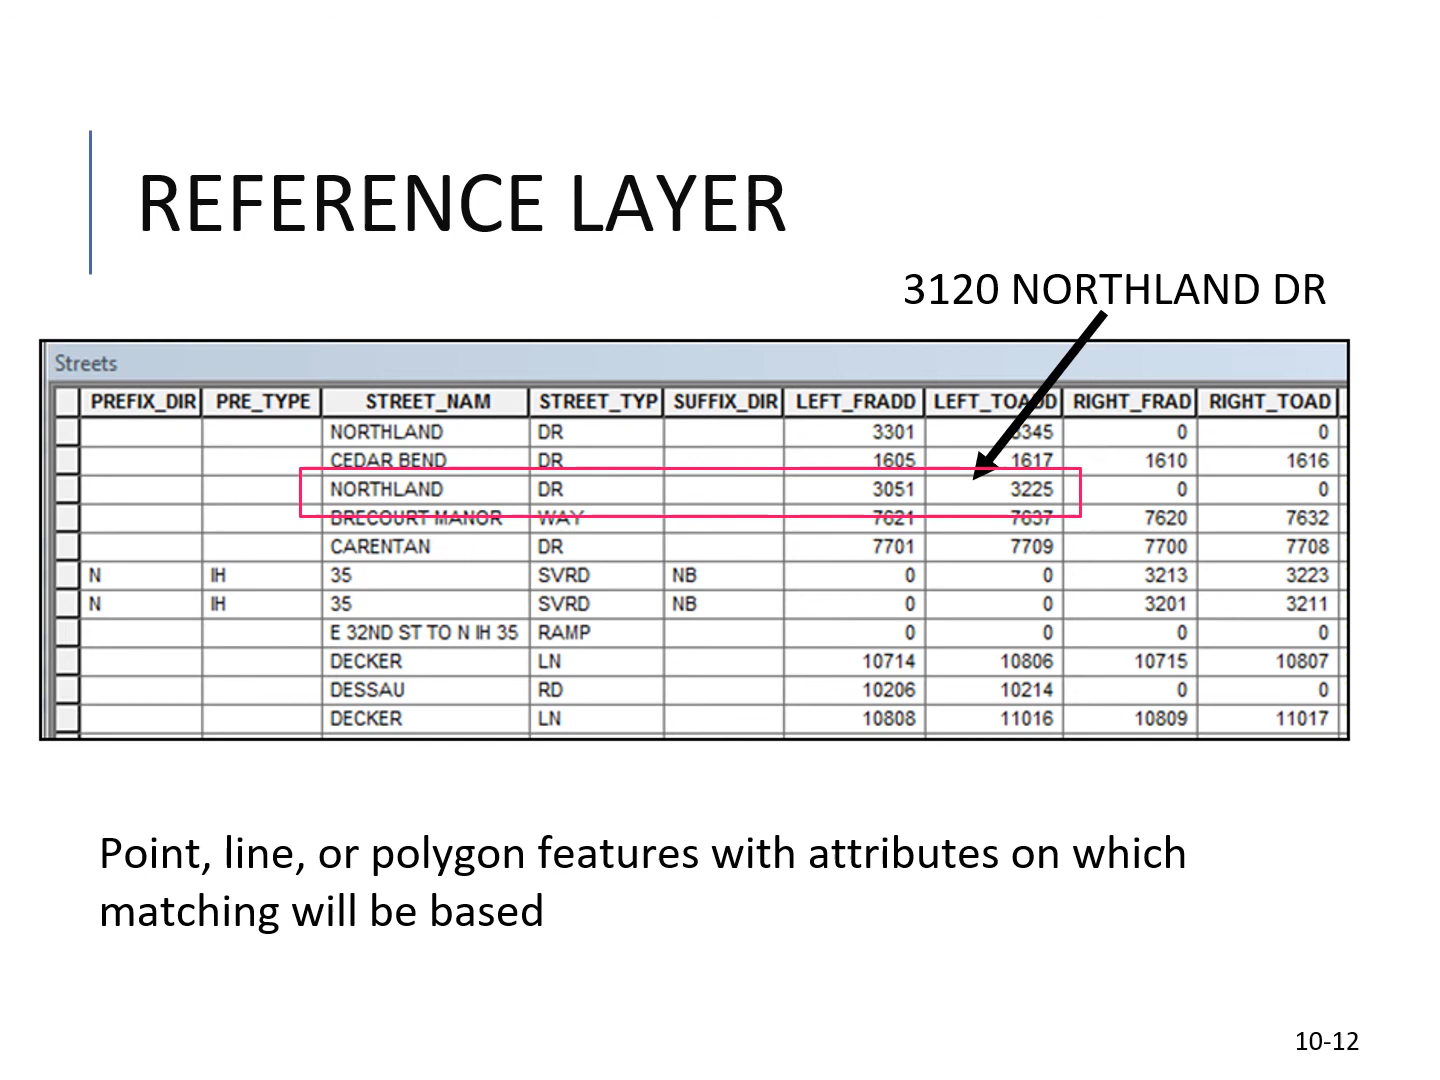 REFERENCE LAYER
3120 NORTHLAND DR
Streets
PREFIX_DIR PRE_TYPE STREET_NAM STREET_TYP SUFFIX_DIR LEFT_FRADD LEFT_TOADD RIGHT_FRAD RIGHT_TOAD
NORTHLAND DR 3301 3345 0 0
CEDAR BEND DR 1605 1617 1610 1616
NORTHLAND DR 3051 3225 0 0
BRECOURT MANOR WAY 7621 7637 7620 7632
CARENTAN DR 7701 7709 7700 7708
N IH 35 SVRD NB 0 0 3213 3223
N IH 35 SVRD NB 0 0 3201 3211
E 32ND ST TO N IH 35 RAMP 0 0 0 0
DECKER LN 10714 10806 10715 10807
DESSAU RD 10206 10214 0 0
DECKER LN 10808 11016 10809 11017
Point, line, or polygon features with attributes on which
matching will be based
10-12